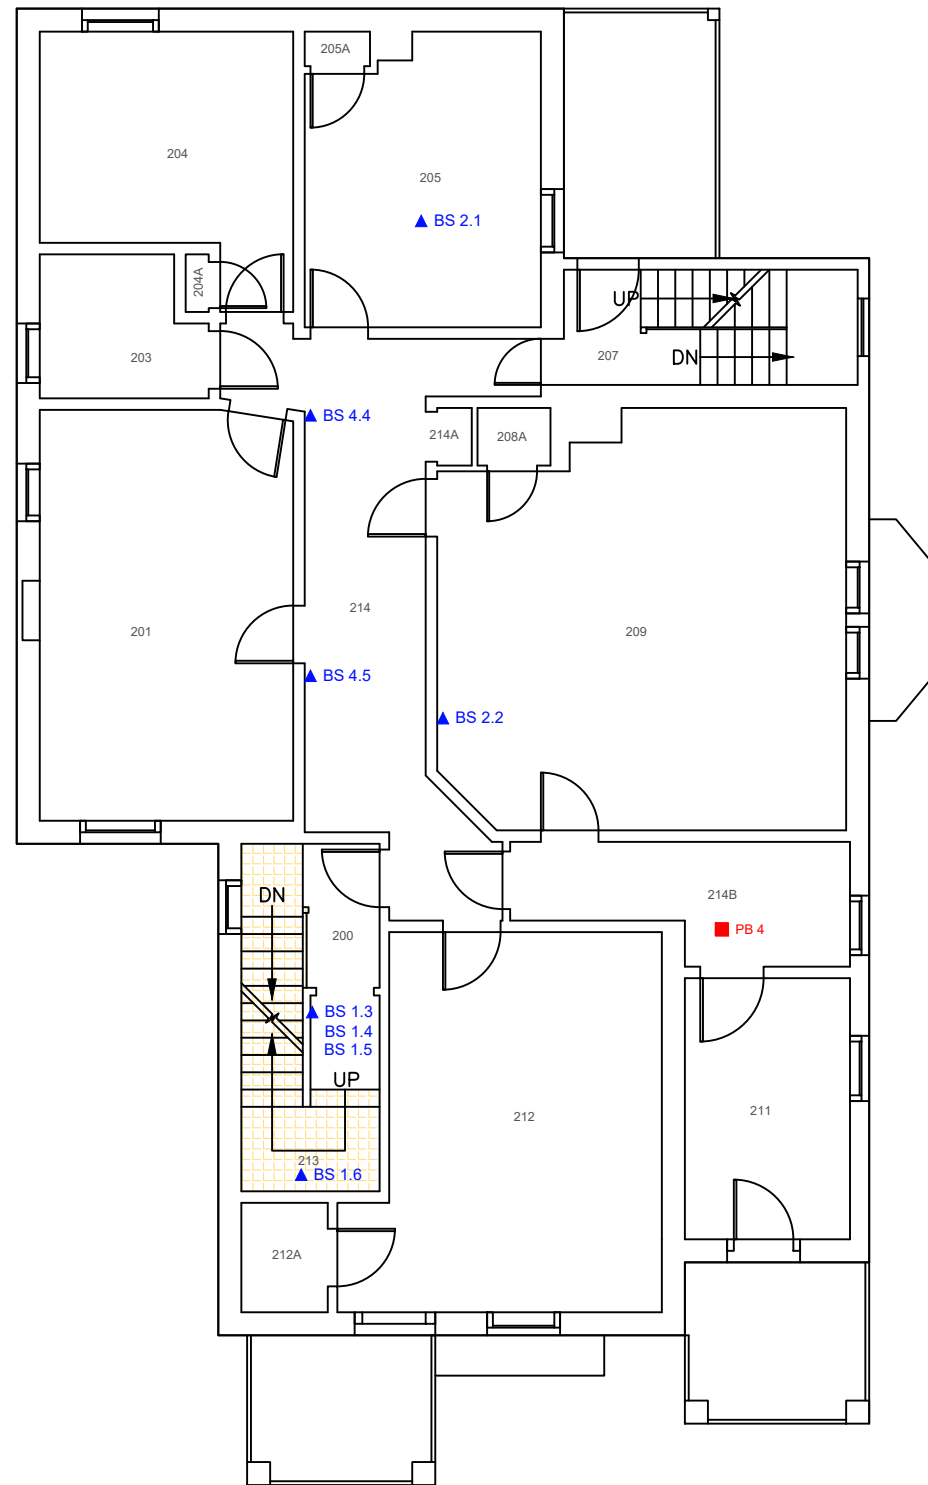 205A
204
205
BS 2.1
204A
UP
203
207
DN
BS 4.4
214A
208A
214
201
209
BS 4.5
BS 2.2
DN
200
214B
PB 4
BS 1.3
BS 1.4
BS 1.5
UP
212
211
213
BS 1.6
212A